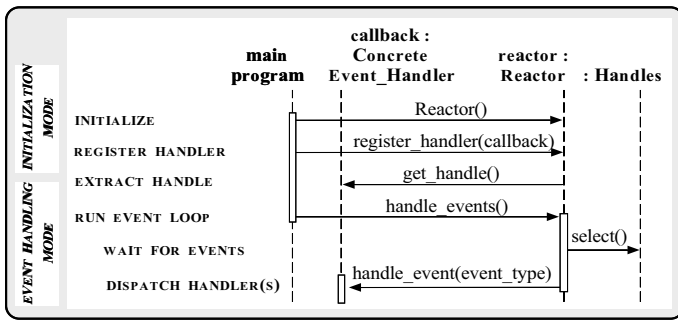 callback :
main Concrete reactor :
program Event_Handler Reactor : Handles
INITIALIZATION
MODE
INITIALIZE Reactor()
REGISTER HANDLER register_handler(callback)
EXTRACT HANDLE get_handle()
EVENT HANDLING
MODE
RUN EVENT LOOP handle_events()
select()
WAIT FOR EVENTS
handle_event(event_type)
DISPATCH HANDLER(S)